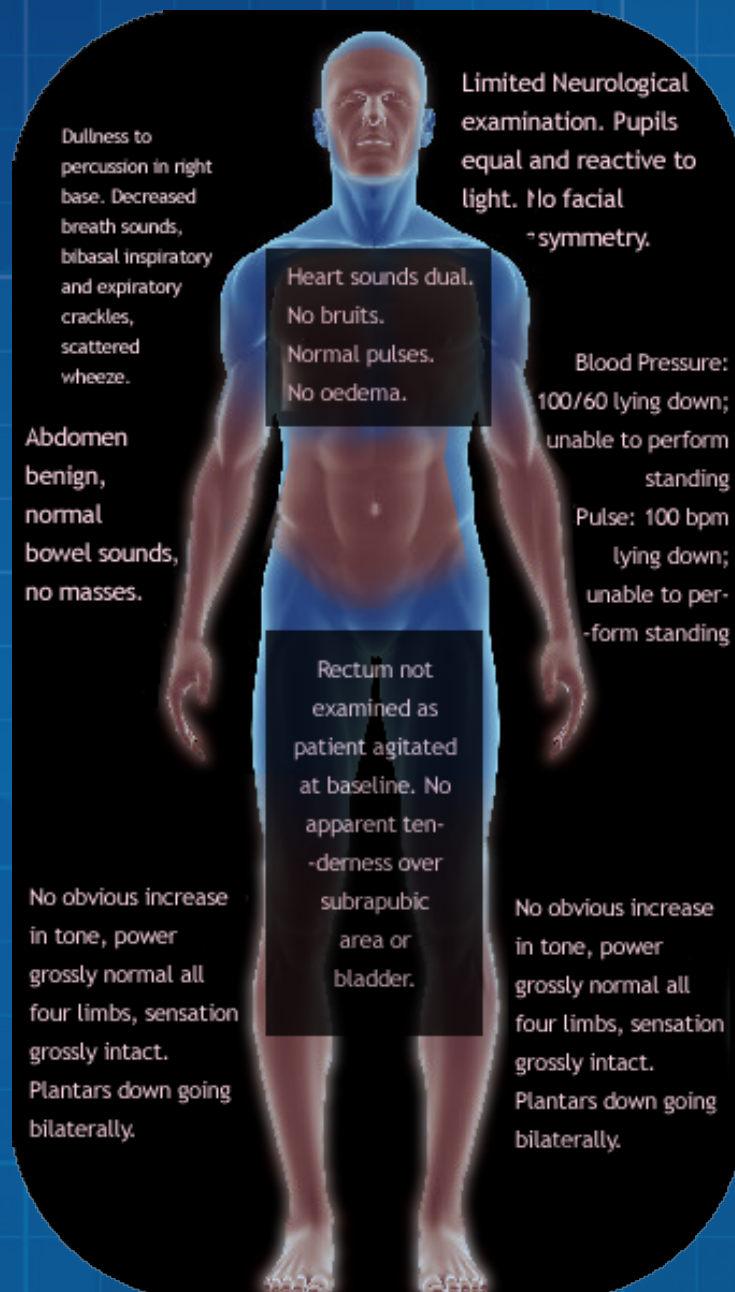 Limited Neurological
examination. Pupils
equal and reactive to
light. No facial
symmetry.
Dullness to
percussion in right
base. Decreased
breath sounds,
bibasal inspiratory
and expiratory
crackles,
scattered
wheeze.
Heart sounds dual.
No bruits.
Normal pulses.
No oedema.
Blood Pressure:
100/60 lying down;
unable to perform
standing
Pulse: 100 bpm
lying down;
unable to per-
-form standing
Abdomen
benign,
normal
bowel sounds,
no masses.
Rectum not
examined as
patient agitated
at baseline. No
apparent ten-
-derness over
subrapubic
area or
bladder.
No obvious increase
in tone, power
grossly normal all
four limbs, sensation
grossly intact.
Plantars down going
bilaterally.
No obvious increase
in tone, power
grossly normal all
four limbs, sensation
grossly intact.
Plantars down going
bilaterally.